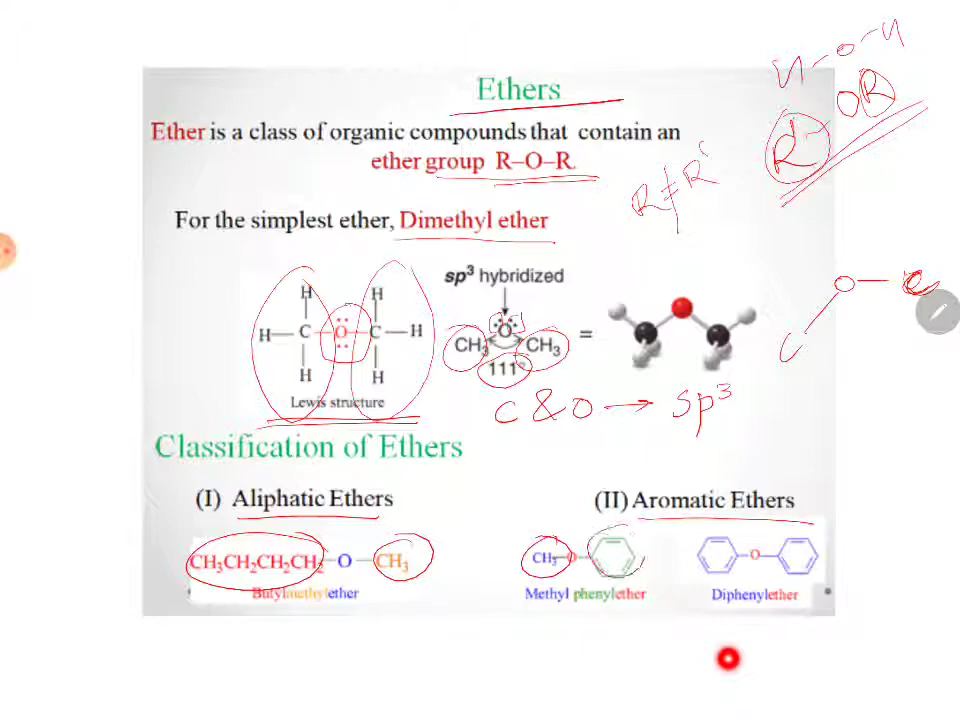 H-O-H
R'-OR
Ethers
Ether is a class of organic compounds that contain an
ether group R–O–R.
R ≠ R'
For the simplest ether, Dimethyl ether
sp³ hybridized
H H
H—C—O—C—H
H H
Lewis structure
O
CH₃ CH₃
111°
=
O—C
C
C & O → Sp³
Classification of Ethers
(I) Aliphatic Ethers
(II) Aromatic Ethers
CH₃CH₂CH₂CH₂–O—CH₃
CH₃–O
O
Butylmethylether
Methyl phenylether
Diphenylether